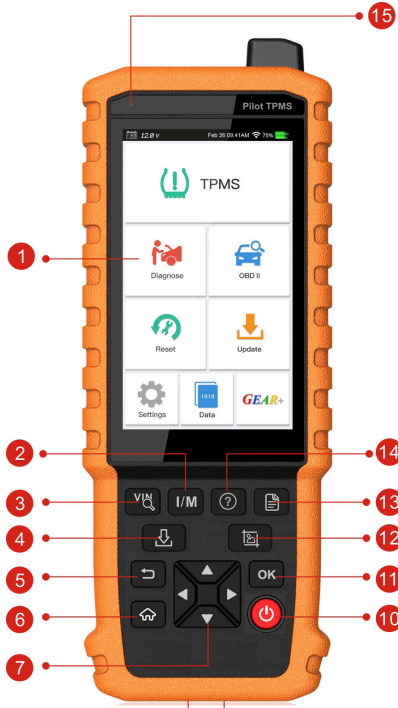 15
Pilot TPMS
12.0 v Feb 26 09:41AM 75%
TPMS
1
Diagnose OBD II
Reset Update
1010
Settings Data GEAR+
2 14
3 VIN I/M ? 13
4 12
5 OK 11
6 10
7